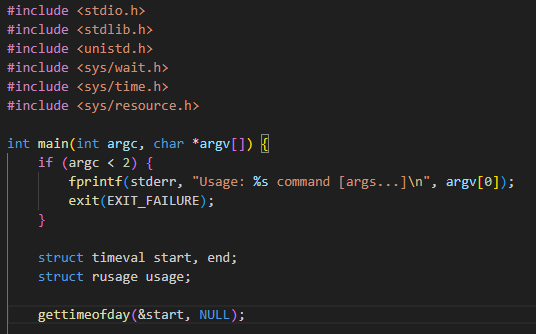 #include <stdio.h>
#include <stdlib.h>
#include <unistd.h>
#include <sys/wait.h>
#include <sys/time.h>
#include <sys/resource.h>

int main(int argc, char *argv[]) {
    if (argc < 2) {
        fprintf(stderr, "Usage: %s command [args...]\n", argv[0]);
        exit(EXIT_FAILURE);
    }

    struct timeval start, end;
    struct rusage usage;

    gettimeofday(&start, NULL);